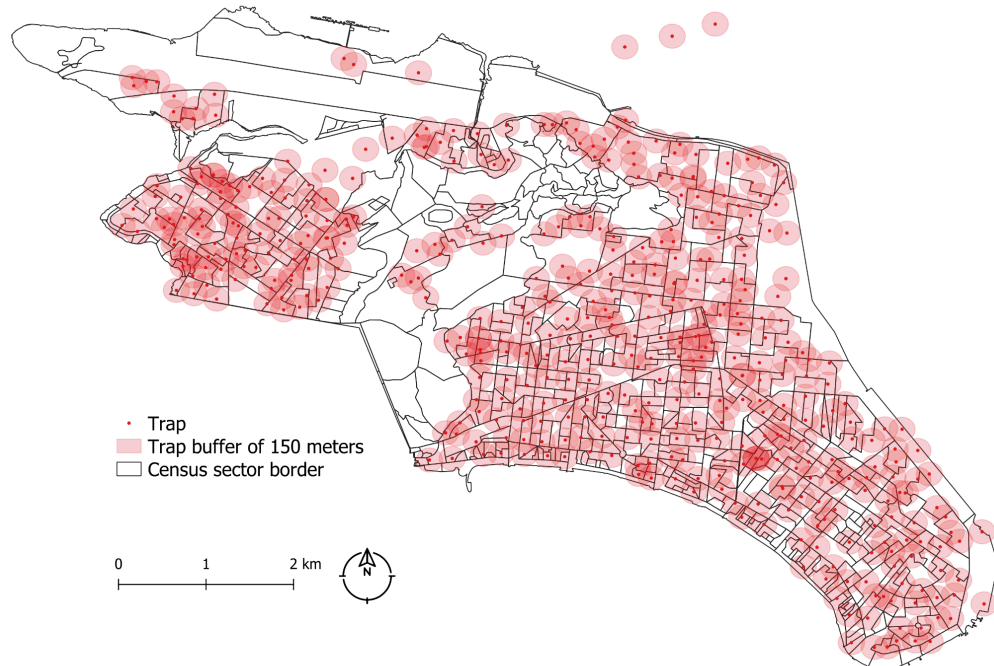 Trap
Trap buffer of 150 meters
Census sector border
0 1 2 km
N